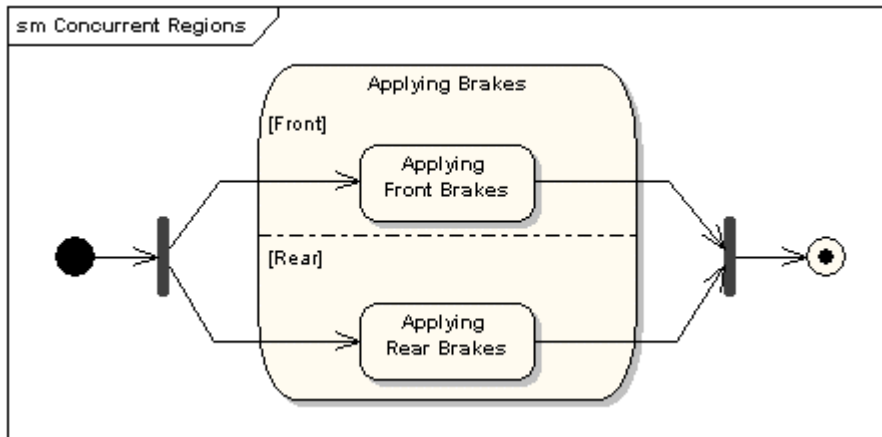 sm Concurrent Regions
Applying Brakes
[Front]
Applying
Front Brakes
[Rear]
Applying
Rear Brakes